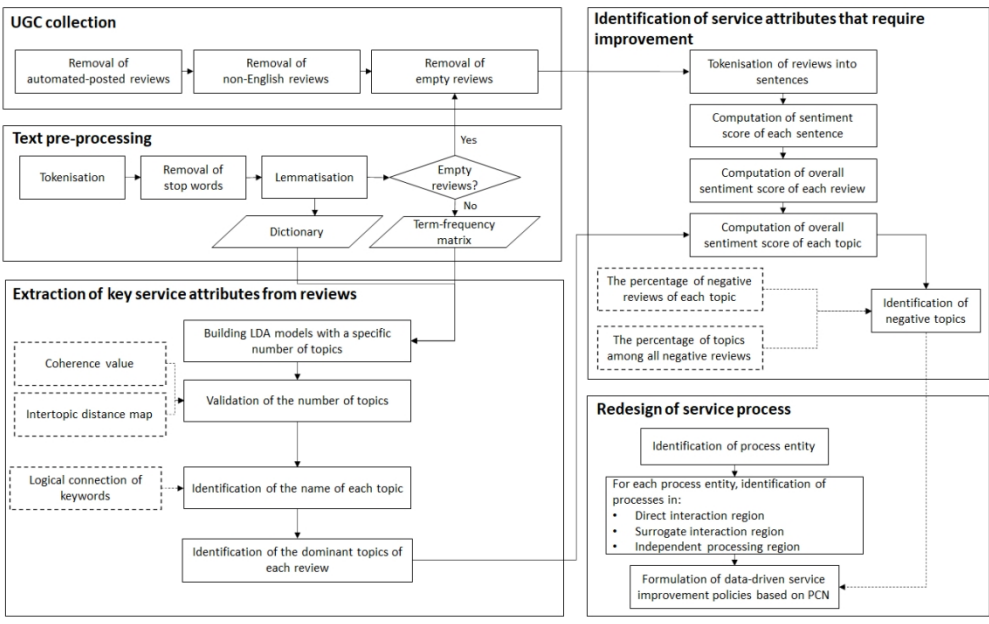 UGC collection
Removal of
automated-posted reviews
Removal of
non-English reviews
Removal of
empty reviews
Text pre-processing
Tokenisation
Removal of
stop words
Lemmatisation
Empty
reviews?
Yes
No
Dictionary
Term-frequency
matrix
Extraction of key service attributes from reviews
Building LDA models with a specific
number of topics
Coherence value
Intertopic distance map
Validation of the number of topics
Logical connection of
keywords
Identification of the name of each topic
Identification of the dominant topics of
each review
Identification of service attributes that require
improvement
Tokenisation of reviews into
sentences
Computation of sentiment
score of each sentence
Computation of overall
sentiment score of each review
Computation of overall
sentiment score of each topic
The percentage of negative
reviews of each topic
The percentage of topics
among all negative reviews
Identification of
negative topics
Redesign of service process
Identification of process entity
For each process entity, identification of
processes in:
• Direct interaction region
• Surrogate interaction region
• Independent processing region
Formulation of data-driven service
improvement policies based on PCN